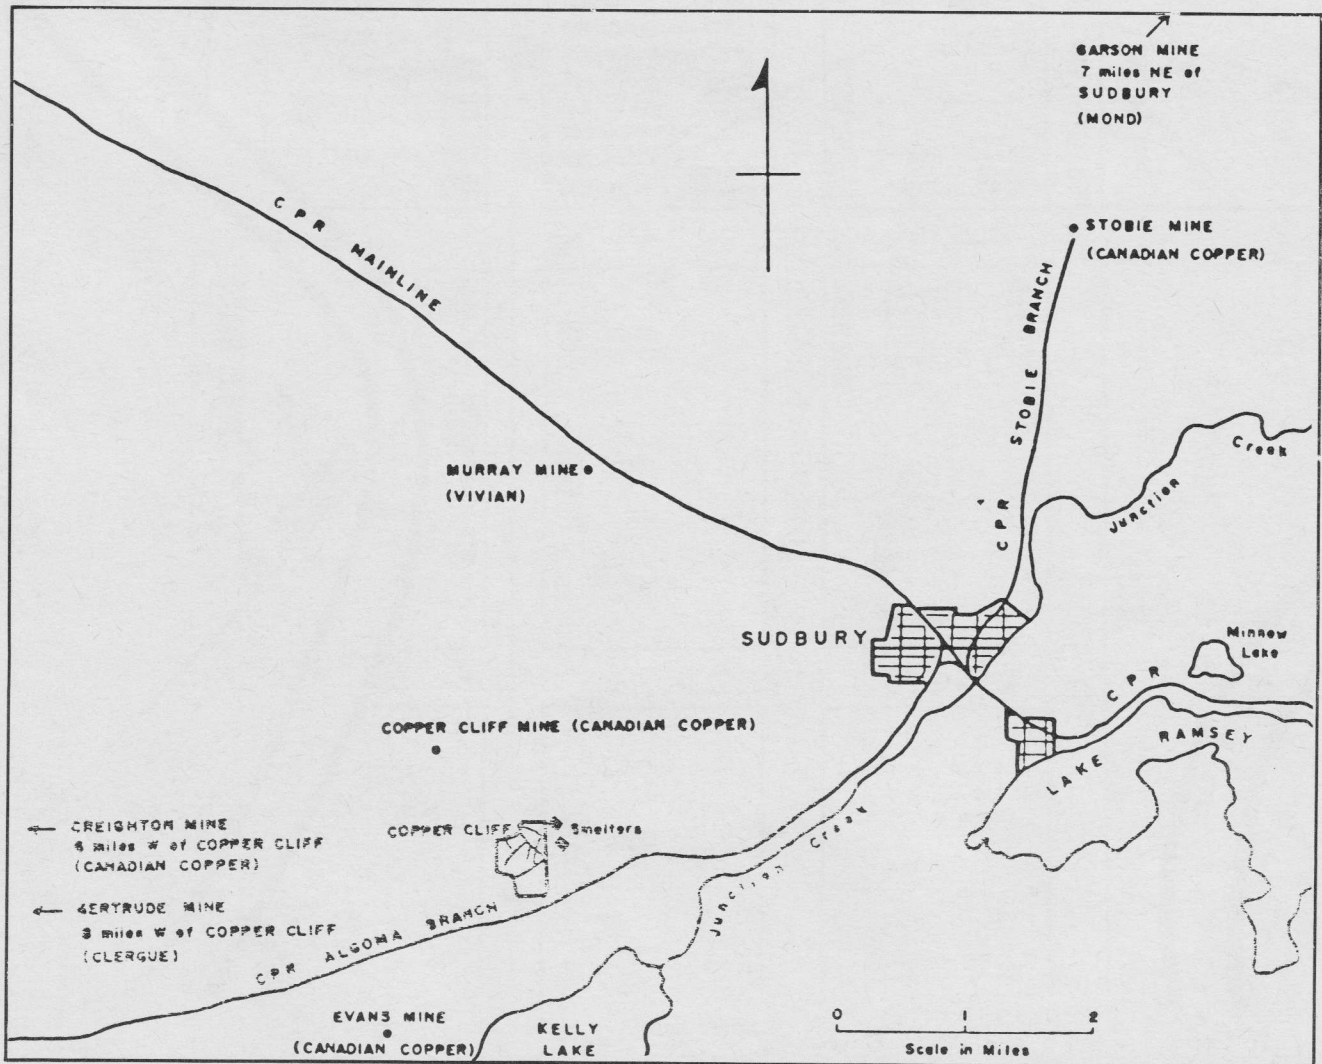 GARSON MINE
7 miles NE of
SUDBURY
(MOND)
STOBIE MINE
(CANADIAN COPPER)
CPR MAINLINE
CPR STOBIE BRANCH
Junction Creek
MURRAY MINE
(VIVIAN)
SUDBURY
Minnow
Lake
CPR
LAKE RAMSEY
COPPER CLIFF MINE (CANADIAN COPPER)
CREIGHTON MINE
6 miles W of COPPER CLIFF
(CANADIAN COPPER)
COPPER CLIFF
Smelters
GERTRUDE MINE
miles W of COPPER CLIFF
(CLERGUE)
CPR ALGOMA BRANCH
Junction Creek
EVANS MINE
(CANADIAN COPPER)
KELLY
LAKE
0 1 2
Scale in Miles